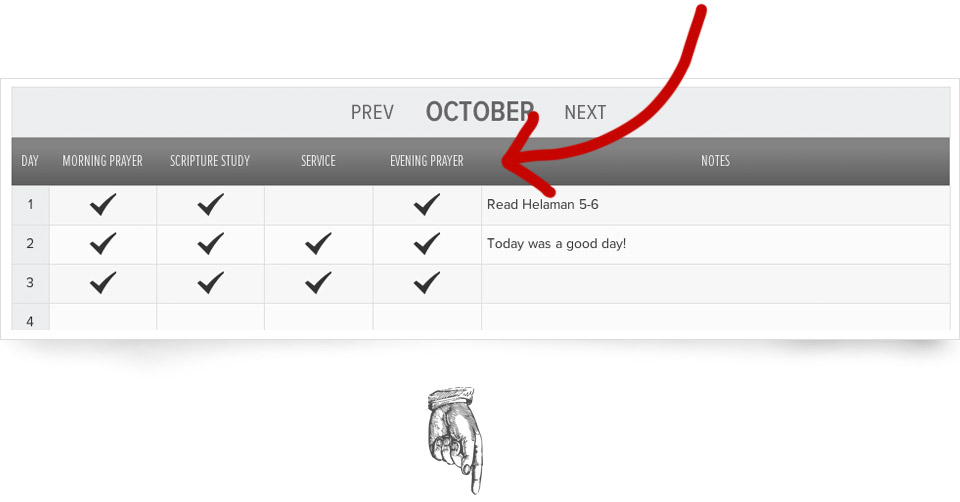 PREV OCTOBER NEXT
DAY MORNING PRAYER SCRIPTURE STUDY SERVICE EVENING PRAYER NOTES
1 Read Helaman 5-6
2 Today was a good day!
3
4